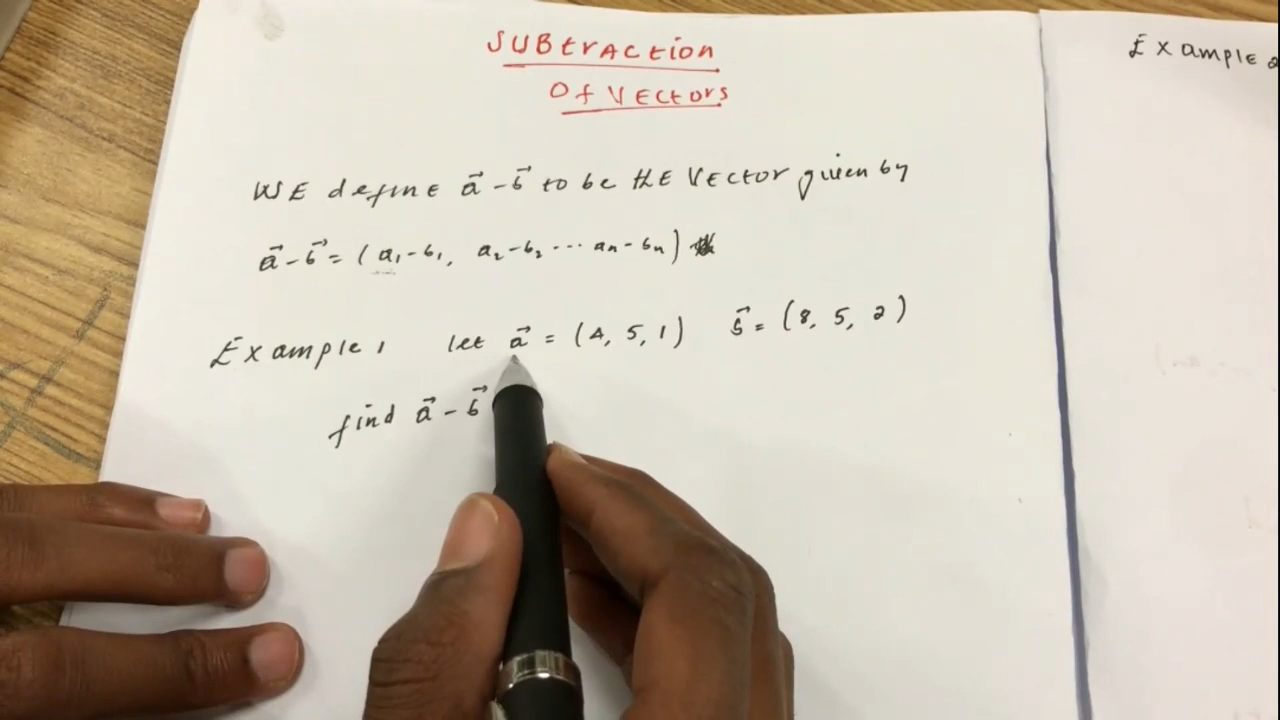 SUBtrACtion
Of VECtorS
WE define a⃗ - b⃗ to be tHE VECTOR given by
a⃗ - b⃗ = (a₁-b₁, a₂-b₂ ... an-bn)
Example 1 let a⃗ = (4, 5, 1) b⃗ = (8, 5, 2)
find a⃗ - b⃗
Example 2